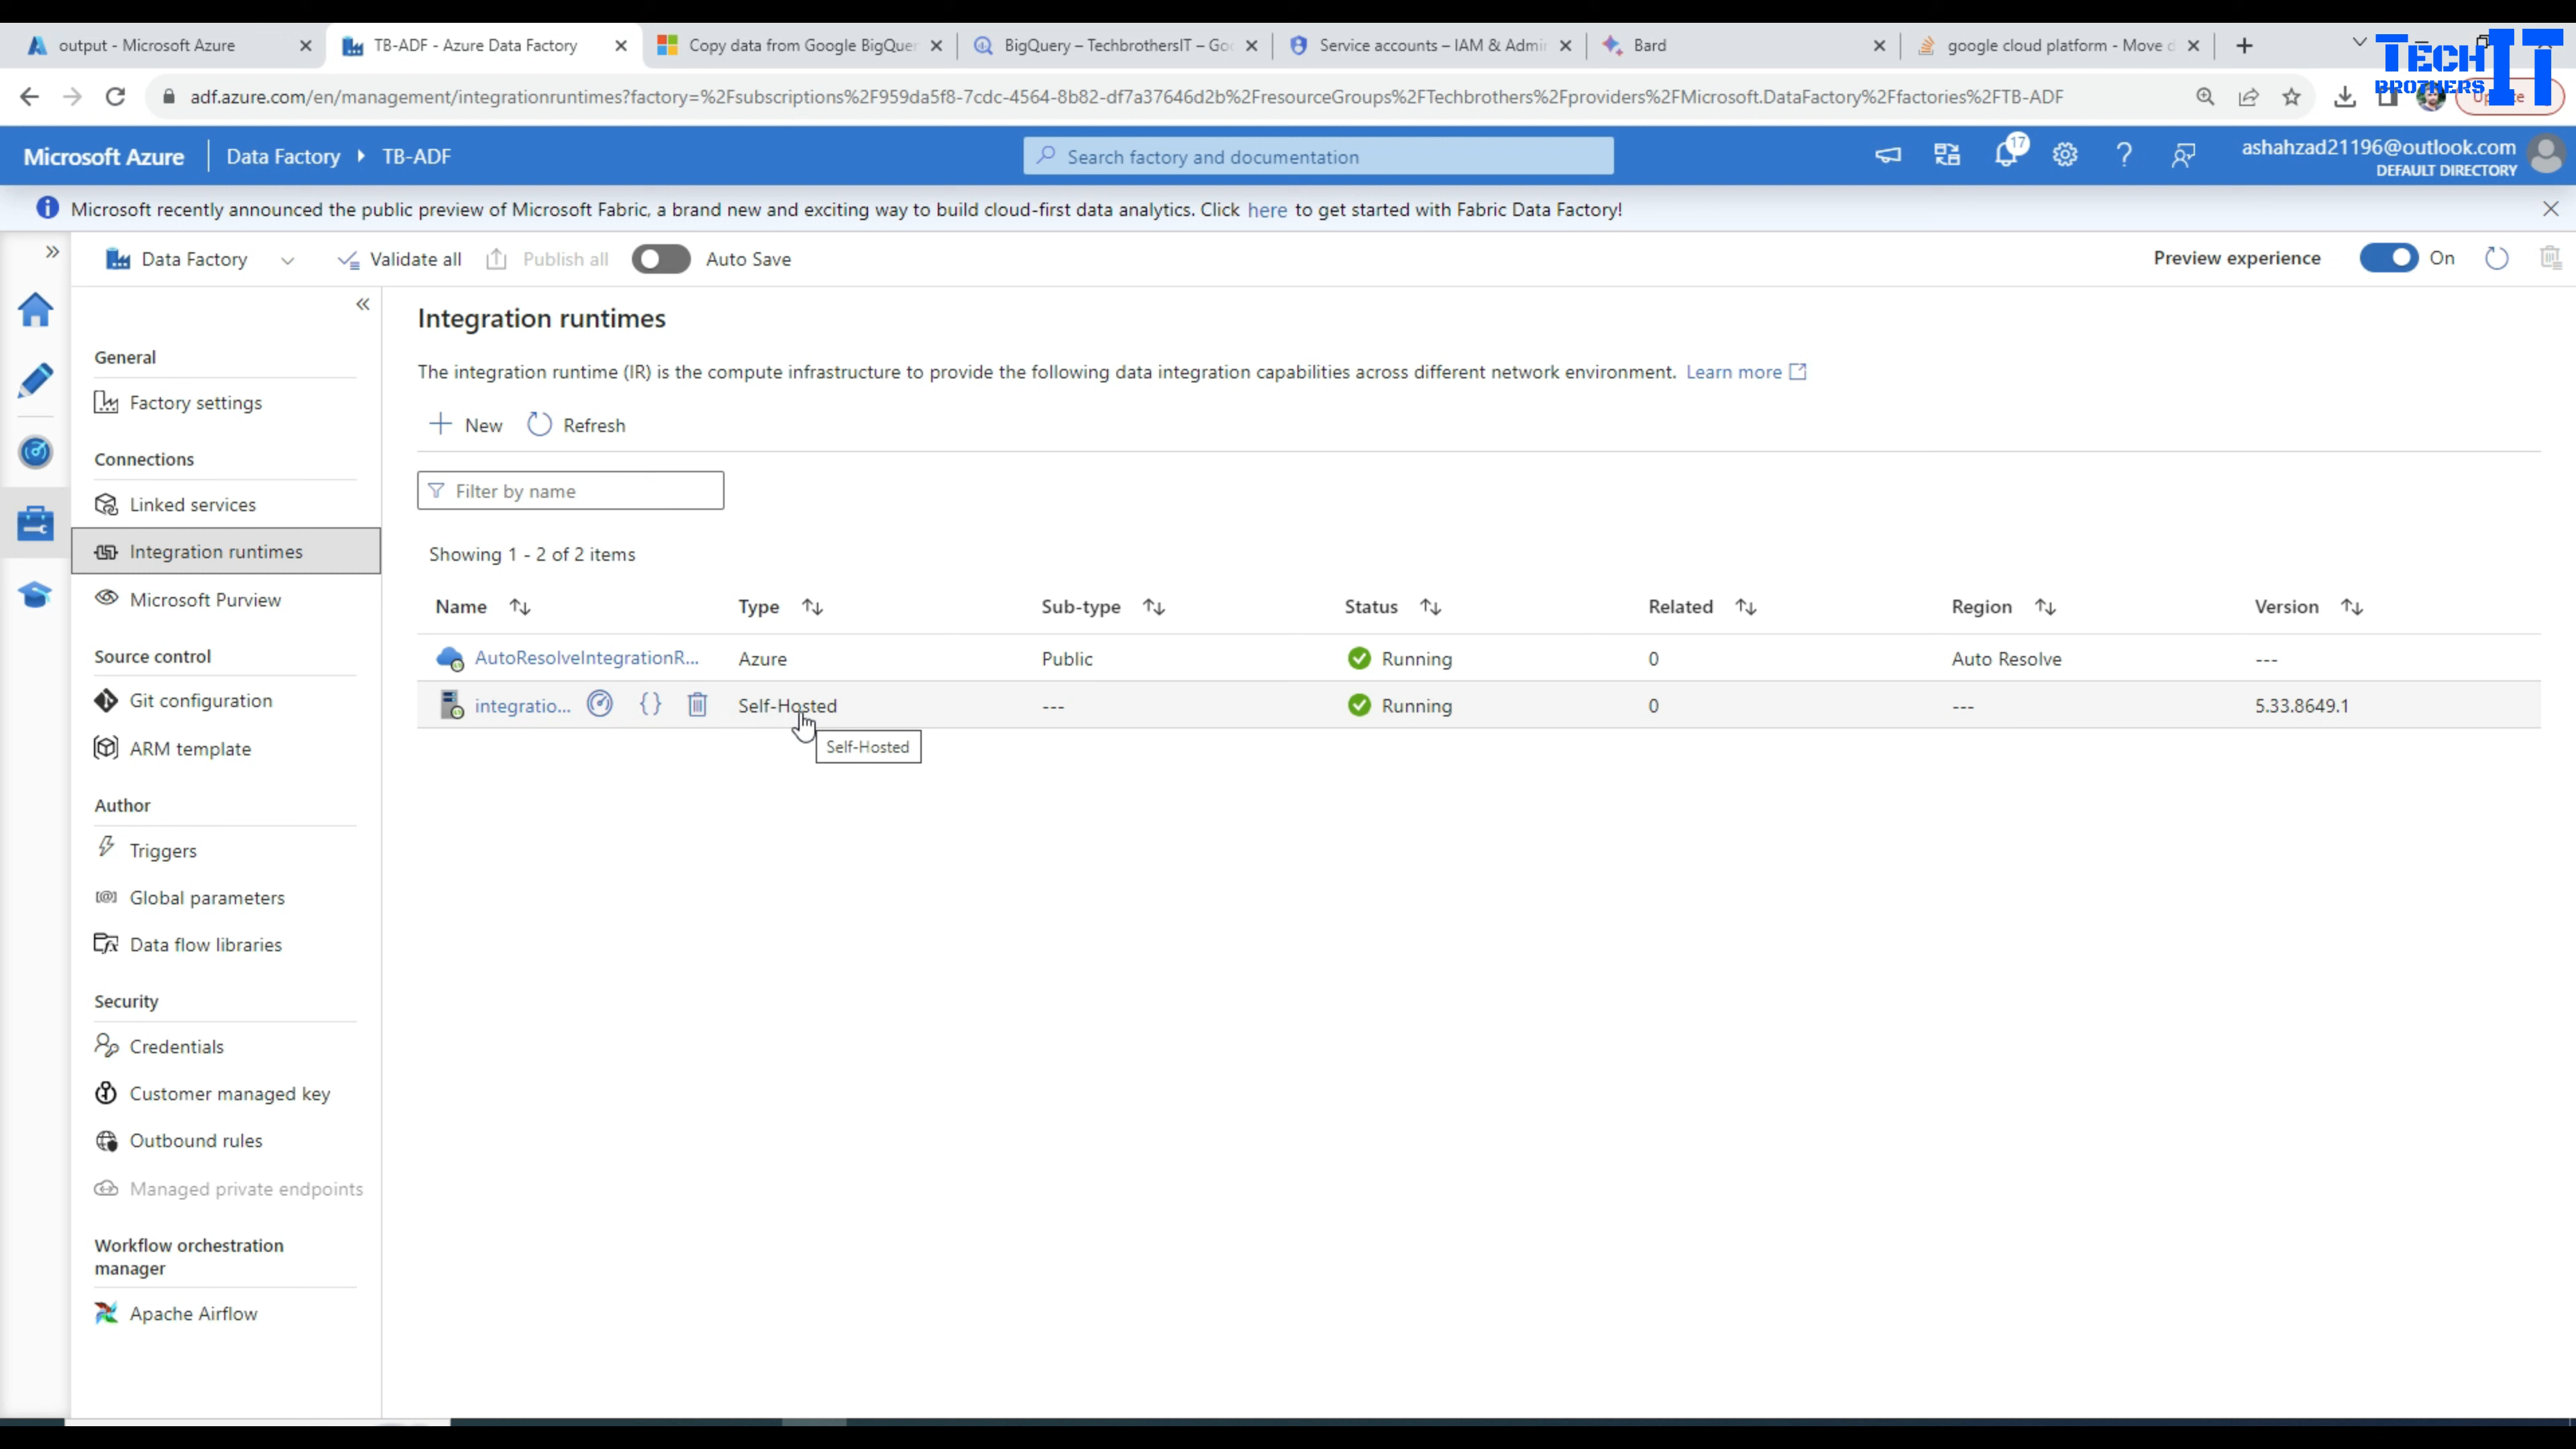 output - Microsoft Azure
TB-ADF - Azure Data Factory
Copy data from Google BigQuer
BigQuery – TechbrothersIT – Goo
Service accounts – IAM & Admin
Bard
google cloud platform - Move d
TECH IT
BROTHERS
adf.azure.com/en/management/integrationruntimes?factory=%2Fsubscriptions%2F959da5f8-7cdc-4564-8b82-df7a37646d2b%2FresourceGroups%2FTechbrothers%2Fproviders%2FMicrosoft.DataFactory%2Ffactories%2FTB-ADF
Microsoft Azure
Data Factory
TB-ADF
Search factory and documentation
17
ashahzad21196@outlook.com
DEFAULT DIRECTORY
Microsoft recently announced the public preview of Microsoft Fabric, a brand new and exciting way to build cloud-first data analytics. Click here to get started with Fabric Data Factory!
Data Factory
Validate all
Publish all
Auto Save
Preview experience
On
General
Factory settings
Connections
Linked services
Integration runtimes
Microsoft Purview
Source control
Git configuration
ARM template
Author
Triggers
Global parameters
Data flow libraries
Security
Credentials
Customer managed key
Outbound rules
Managed private endpoints
Workflow orchestration
manager
Apache Airflow
Integration runtimes
The integration runtime (IR) is the compute infrastructure to provide the following data integration capabilities across different network environment. Learn more
New
Refresh
Filter by name
Showing 1 - 2 of 2 items
Name Type Sub-type Status Related Region Version
AutoResolveIntegrationR... Azure Public Running 0 Auto Resolve ---
integratio... {} Self-Hosted --- Running 0 --- 5.33.8649.1
Self-Hosted